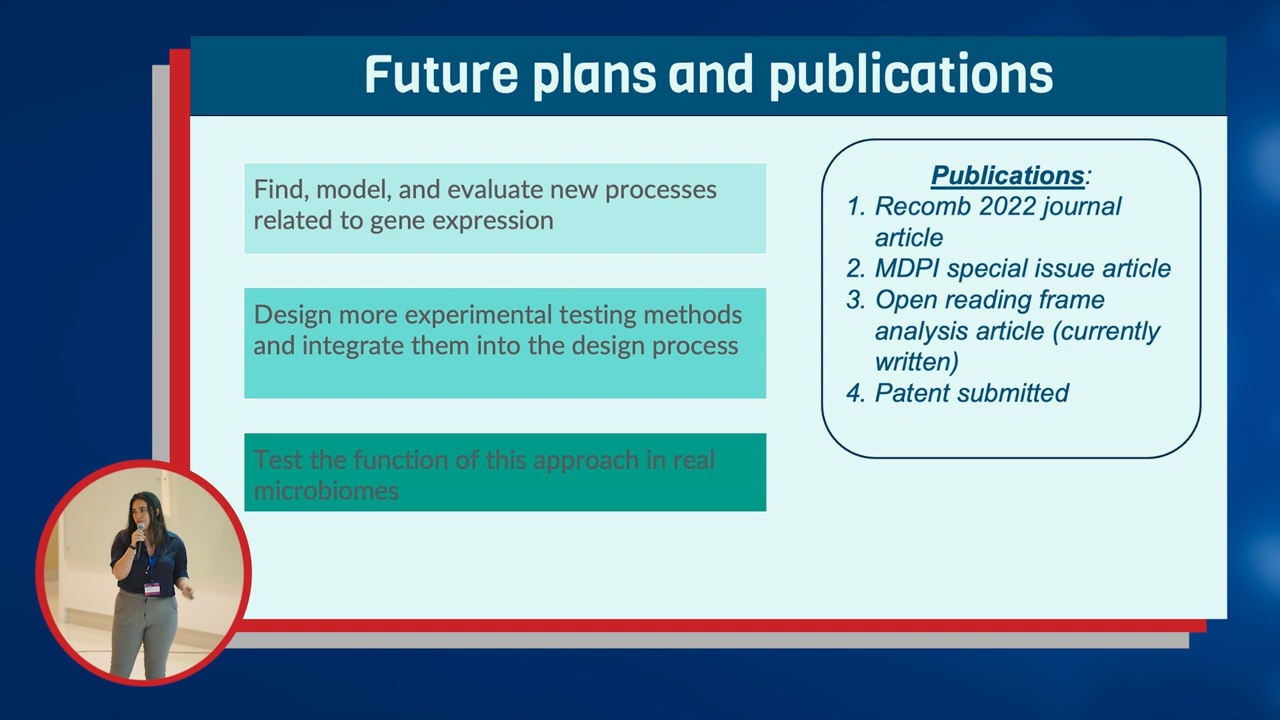 Future plans and publications
Find, model, and evaluate new processes
related to gene expression
Design more experimental testing methods
and integrate them into the design process
Test the function of this approach in real
microbiomes
Publications:
1. Recomb 2022 journal
article
2. MDPI special issue article
3. Open reading frame
analysis article (currently
written)
4. Patent submitted